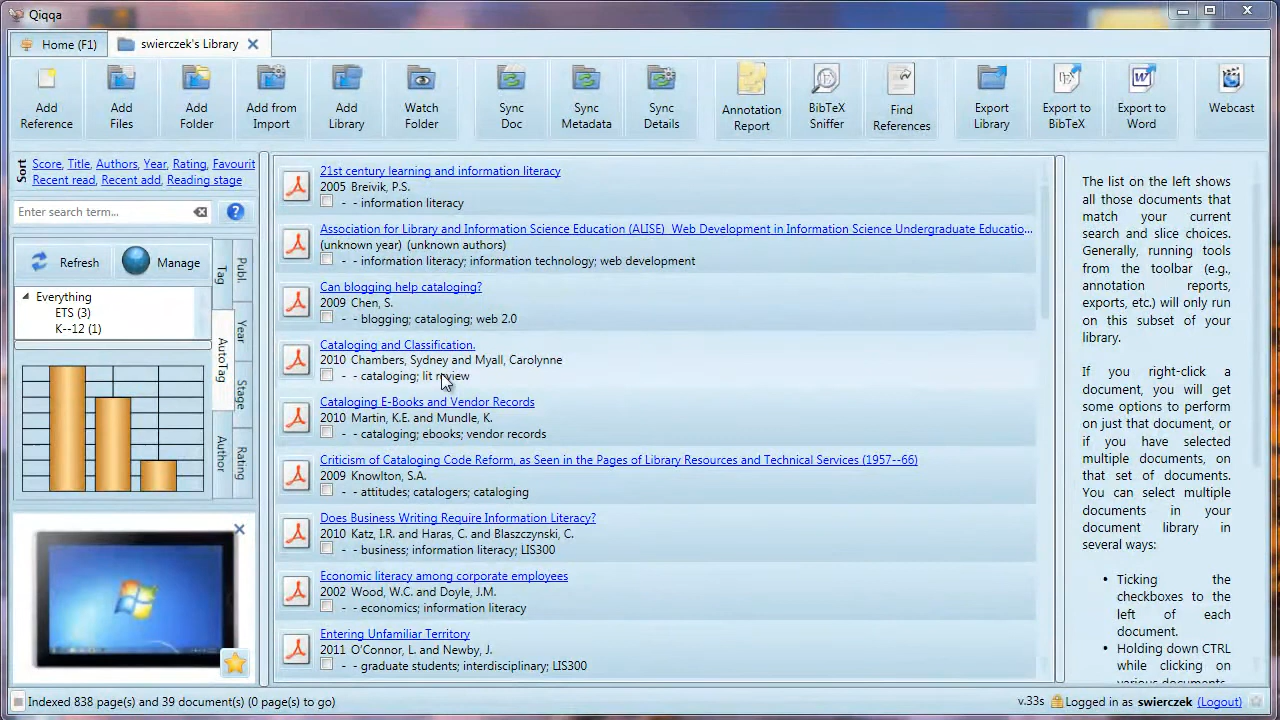 Qiqqa
Home (F1)
swierczek's Library
Add Reference
Add Files
Add Folder
Add from Import
Add Library
Watch Folder
Sync Doc
Sync Metadata
Sync Details
Annotation Report
BibTeX Sniffer
Find References
Export Library
Export to BibTeX
Export to Word
Webcast
Sort
Score, Title, Authors, Year, Rating, Favourit
Recent read, Recent add, Reading stage
Enter search term...
?
Refresh
Manage
Everything
ETS (3)
K--12 (1)
Tag
AutoTag
Author
Publ.
Year
Stage
Rating
21st century learning and information literacy
2005 Breivik, P.S.
- - information literacy
Association for Library and Information Science Education (ALISE) Web Development in Information Science Undergraduate Educatio...
(unknown year) (unknown authors)
- - information literacy; information technology; web development
Can blogging help cataloging?
2009 Chen, S.
- - blogging; cataloging; web 2.0
Cataloging and Classification.
2010 Chambers, Sydney and Myall, Carolynne
- - cataloging; lit review
Cataloging E-Books and Vendor Records
2010 Martin, K.E. and Mundle, K.
- - cataloging; ebooks; vendor records
Criticism of Cataloging Code Reform, as Seen in the Pages of Library Resources and Technical Services (1957--66)
2009 Knowlton, S.A.
- - attitudes; catalogers; cataloging
Does Business Writing Require Information Literacy?
2010 Katz, I.R. and Haras, C. and Blaszczynski, C.
- - business; information literacy; LIS300
Economic literacy among corporate employees
2002 Wood, W.C. and Doyle, J.M.
- - economics; information literacy
Entering Unfamiliar Territory
2011 O'Connor, L. and Newby, J.
- - graduate students; interdisciplinary; LIS300
The list on the left shows
all those documents that
match your current
search and slice choices.
Generally, running tools
from the toolbar (e.g.,
annotation reports,
exports, etc.) will only run
on this subset of your
library.
If you right-click a
document, you will get
some options to perform
on just that document, or
if you have selected
multiple documents, on
that set of documents.
You can select multiple
documents in your
document library in
several ways:
• Ticking the
checkboxes to the
left of each
document.
• Holding down CTRL
while clicking on
various documents
Indexed 838 page(s) and 39 document(s) (0 page(s) to go)
v.33s
Logged in as swierczek (Logout)